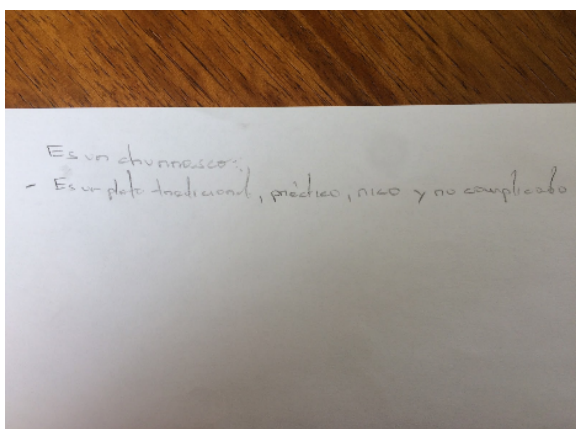 Es un churrasco:
- Es un plato tradicional, práctico, rico y no complicado